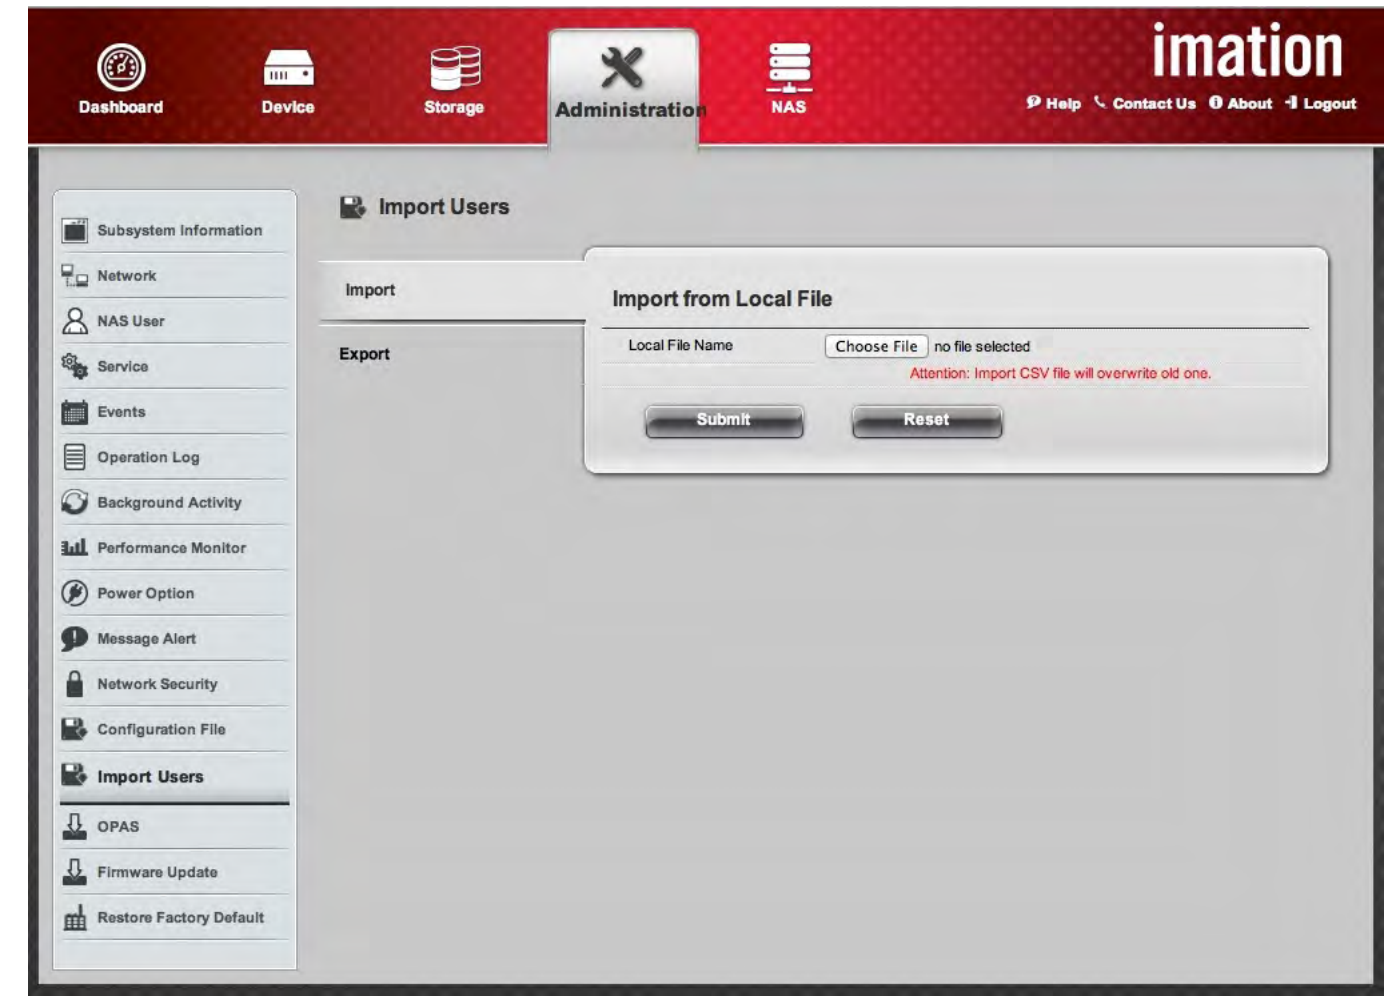 imation
Dashboard Device Storage Administration NAS
Help Contact Us About Logout
Import Users
Subsystem Information
Network
NAS User
Service
Events
Operation Log
Background Activity
Performance Monitor
Power Option
Message Alert
Network Security
Configuration File
Import Users
OPAS
Firmware Update
Restore Factory Default
Import
Export
Import from Local File
Local File Name Choose File no file selected
Attention: Import CSV file will overwrite old one.
Submit Reset